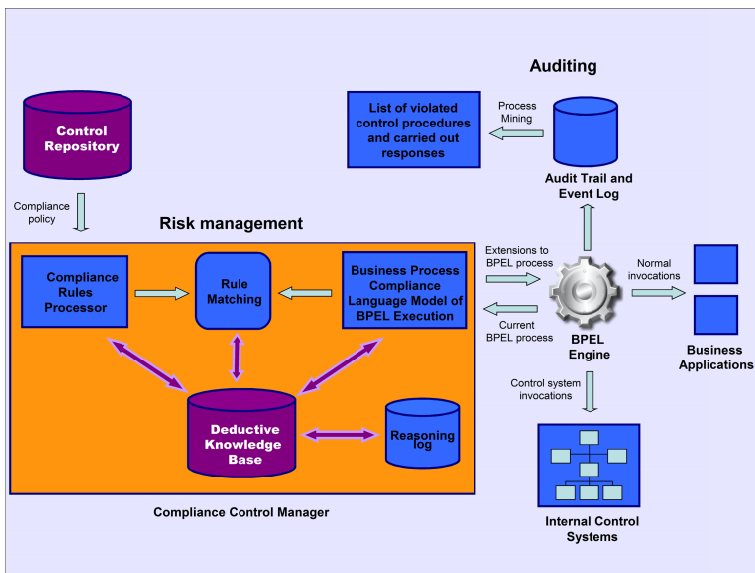 Auditing
Control
Repository
List of violated
control procedures
and carried out
responses
Process
Mining
Audit Trail and
Event Log
Compliance
policy
Risk management
Compliance
Rules
Processor
Rule
Matching
Business Process
Compliance
Language Model of
BPEL Execution
Extensions to
BPEL process
Current
BPEL process
BPEL
Engine
Normal
invocations
Business
Applications
Deductive
Knowledge
Base
Reasoning
log
Control system
invocations
Compliance Control Manager
Internal Control
Systems